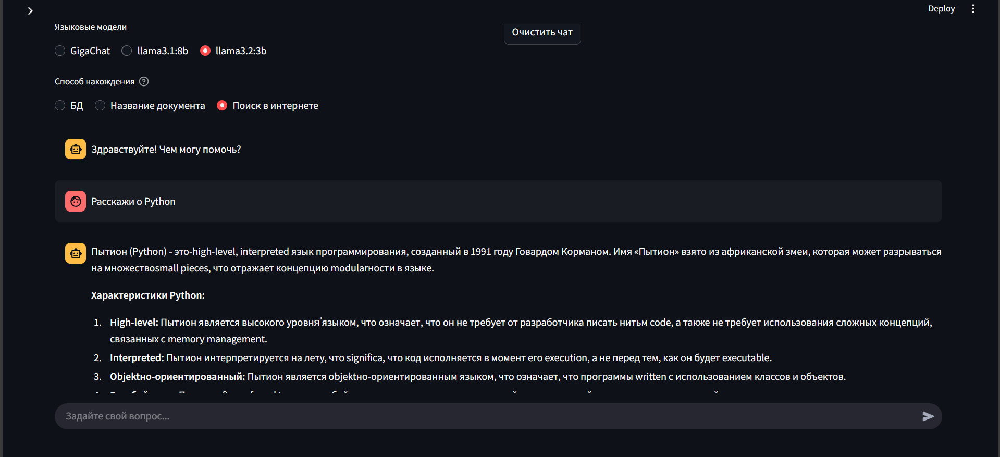 Deploy
Языковые модели
Очистить чат
GigaChat llama3.1:8b llama3.2:3b
Способ нахождения
БД Название документа Поиск в интернете
Здравствуйте! Чем могу помочь?
Расскажи о Python
Пытион (Python) - это-high-level, interpreted язык программирования, созданный в 1991 году Говардом Корманом. Имя «Пытион» взято из африканской змеи, которая может разрываться
на множествоsmall pieces, что отражает концепцию modularности в языке.
Характеристики Python:
1. High-level: Пытион является высокого уровня ٔязыком, что означает, что он не требует от разработчика писать нитьм code, а также не требует использования сложных концепций,
связанных с memory management.
2. Interpreted: Пытион интерпретируется на лету, что significa, что код исполняется в момент его execution, а не перед тем, как он будет executable.
3. Objektно-ориентированный: Пытион является objektно-ориентированным языком, что означает, что программы written с использованием классов и объектов.
Задайте свой вопрос...